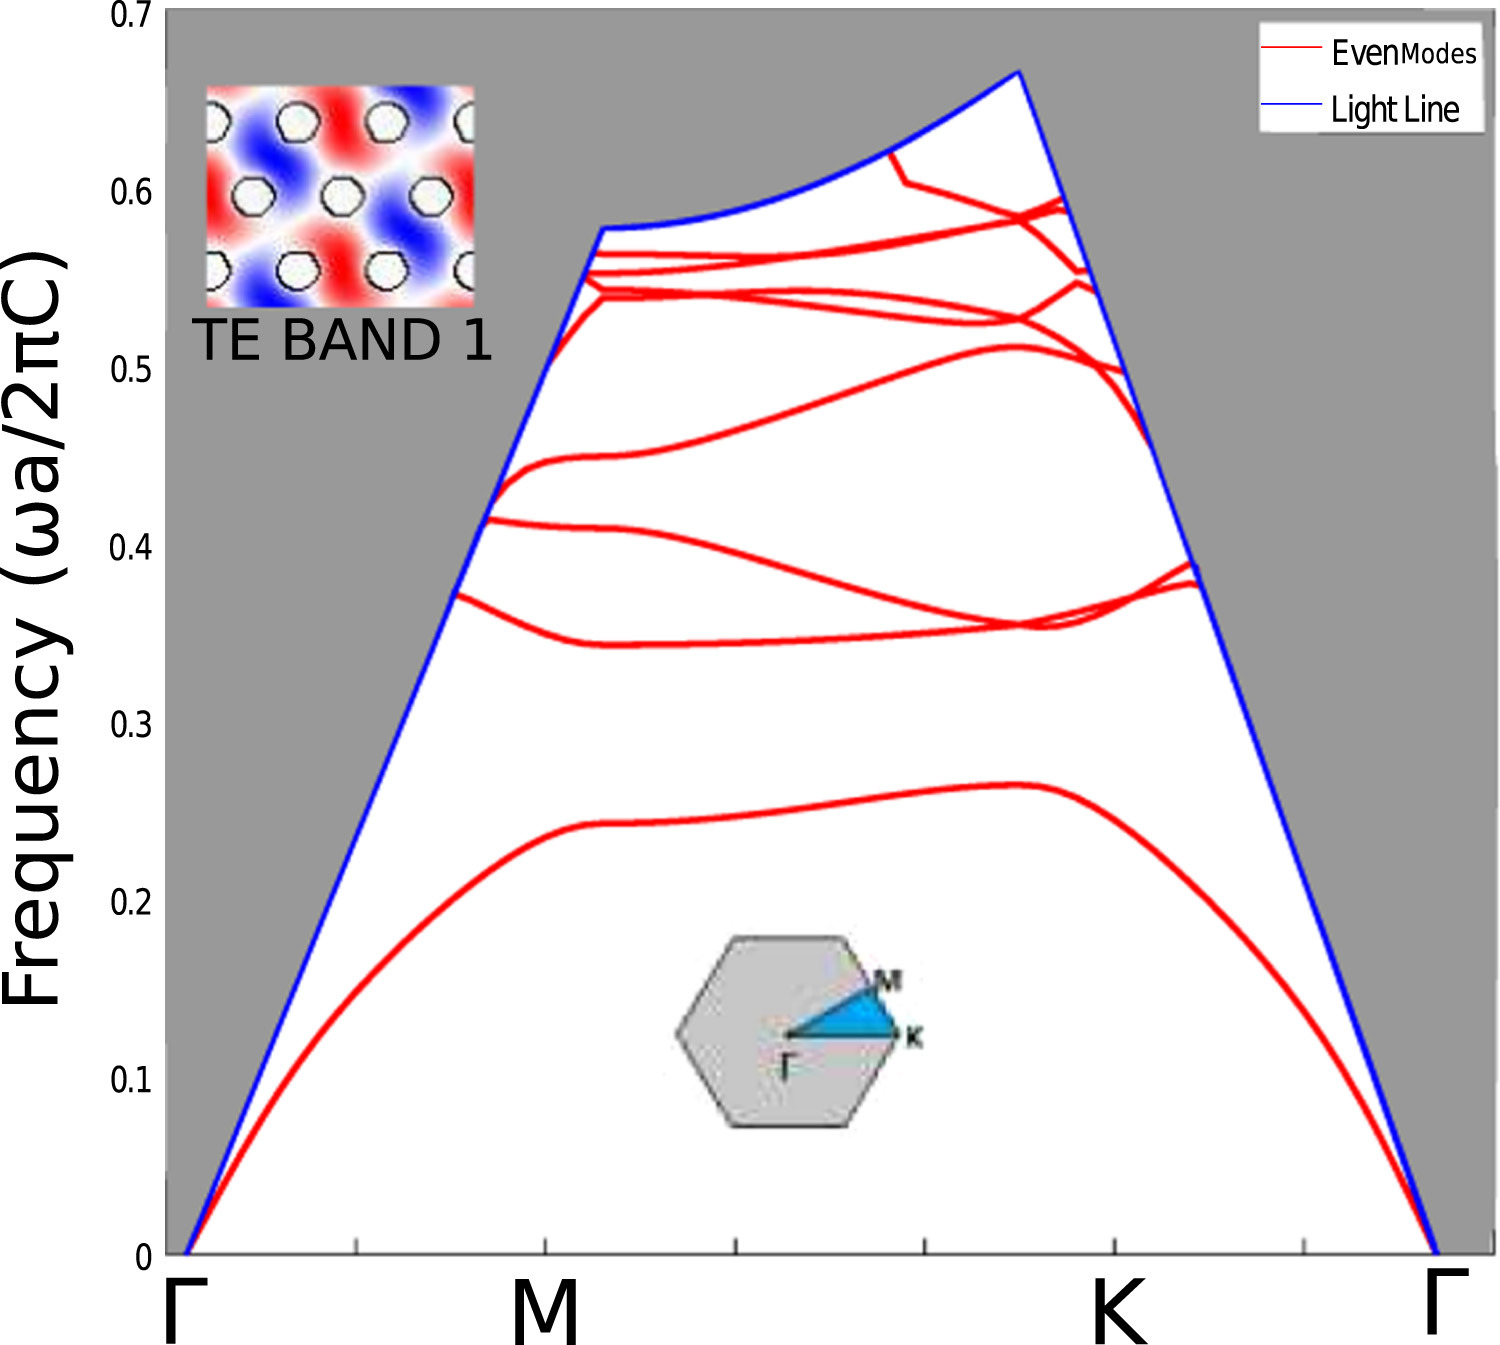 0.7
0.6
0.5
0.4
0.3
0.2
0.1
0
Frequency (ωa/2πC)
Even Modes
Light Line
TE BAND 1
M
K
Γ
Γ
M
K
Γ